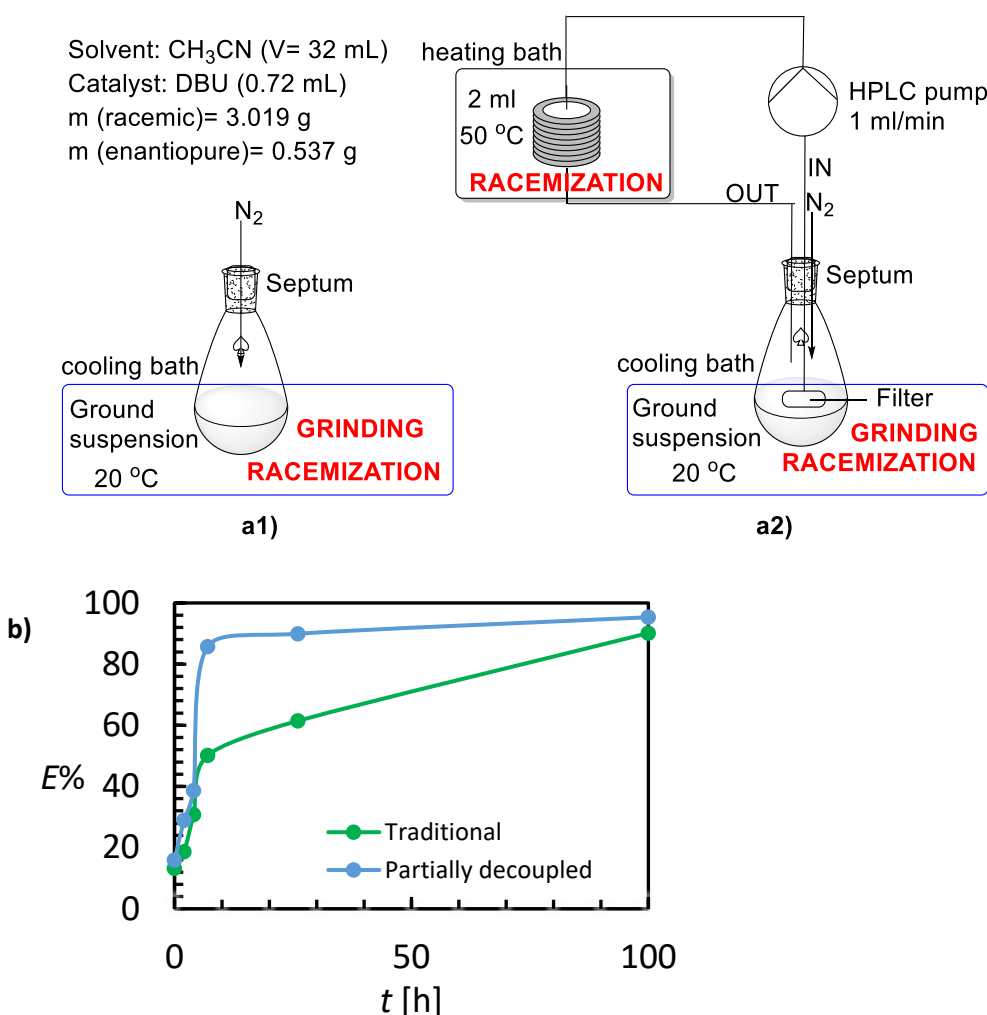 Solvent: CH₃CN (V= 32 mL)
Catalyst: DBU (0.72 mL)
m (racemic)= 3.019 g
m (enantiopure)= 0.537 g
N₂
Septum
cooling bath
Ground
suspension
20 °C
GRINDING
RACEMIZATION
a1)
heating bath
2 ml
50 °C
RACEMIZATION
HPLC pump
1 ml/min
IN
OUT
N₂
Septum
cooling bath
Filter
Ground
suspension
20 °C
GRINDING
RACEMIZATION
a2)
b)
100
80
60
40
20
0
E%
Traditional
Partially decoupled
0
50
100
t [h]